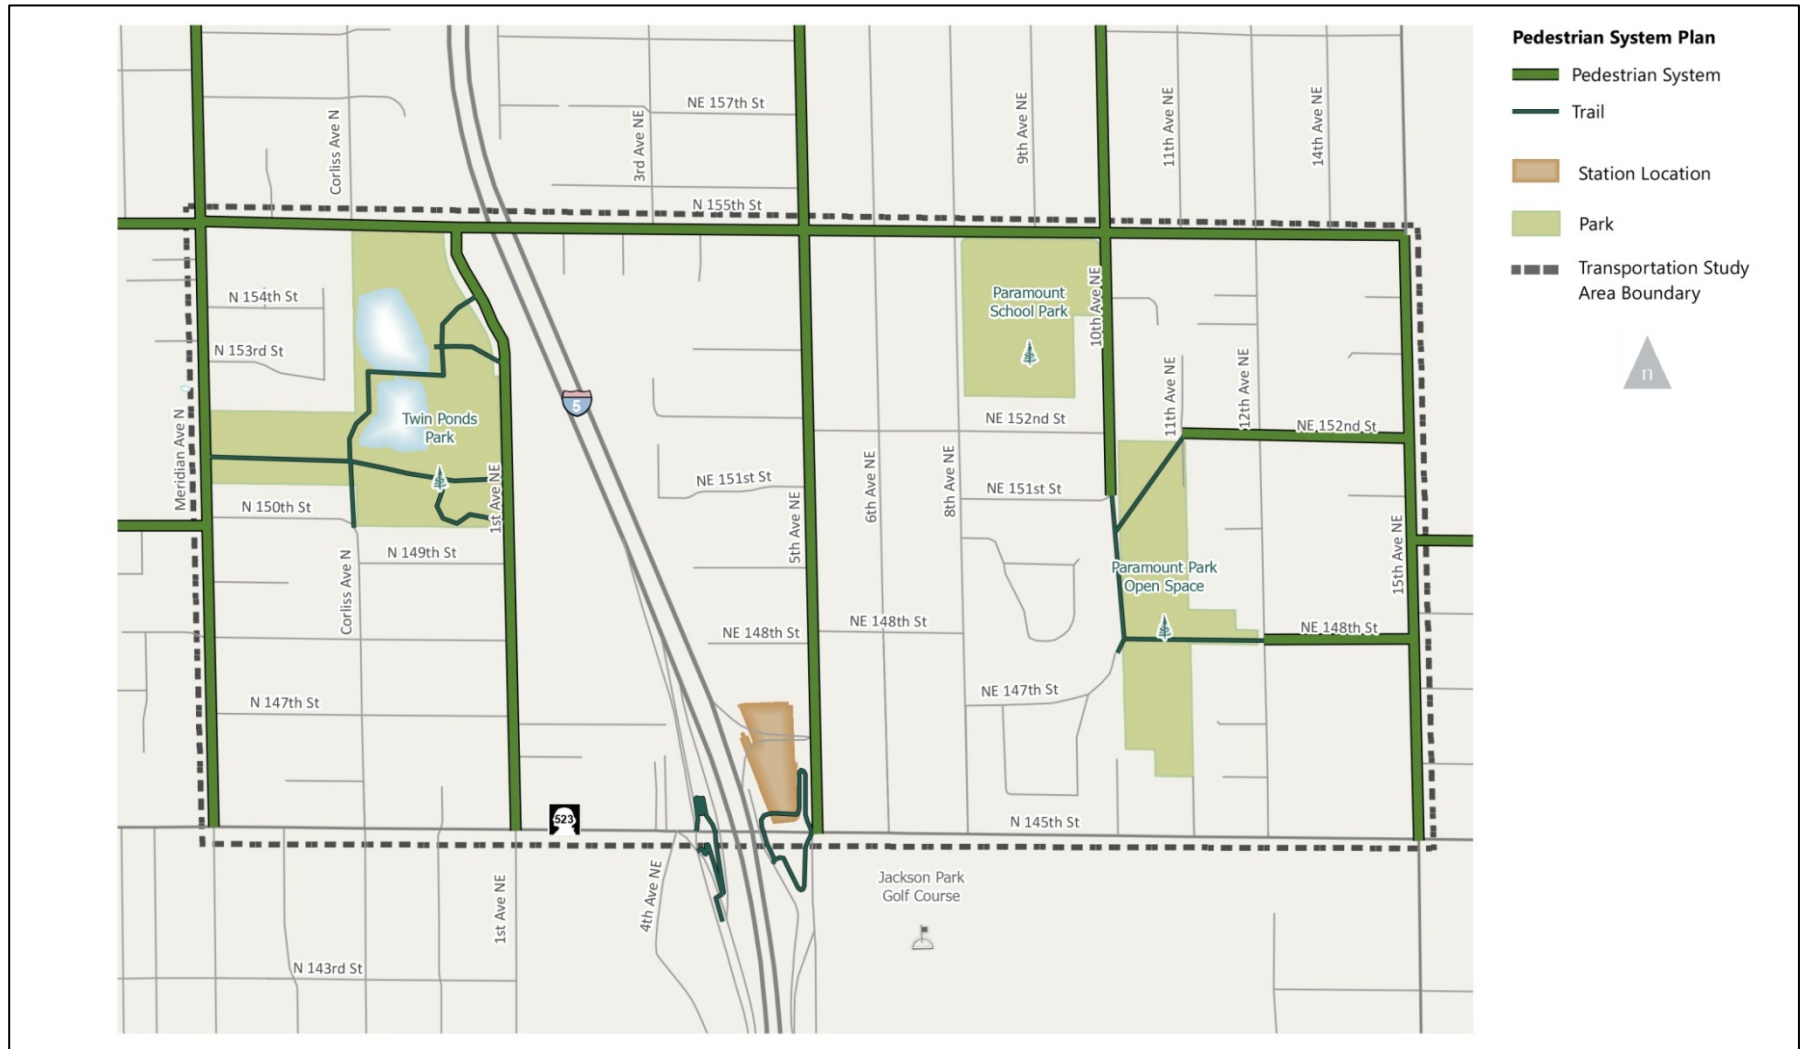 Pedestrian System Plan
Pedestrian System
Trail
Station Location
Park
Transportation Study
Area Boundary
n
NE 157th St
Corliss Ave N
3rd Ave NE
9th Ave NE
11th Ave NE
14th Ave NE
N 155th St
N 154th St
N 153rd St
Paramount
School Park
10th Ave NE
5
Twin Ponds
Park
Meridian Ave N
1st Ave NE
NE 152nd St
11th Ave NE
12th Ave NE
NE 152nd St
NE 151st St
6th Ave NE
8th Ave NE
NE 151st St
N 150th St
5th Ave NE
15th Ave NE
N 149th St
Corliss Ave N
Paramount Park
Open Space
NE 148th St
NE 148th St
NE 148th St
N 147th St
NE 147th St
523
N 145th St
1st Ave NE
4th Ave NE
Jackson Park
Golf Course
N 143rd St